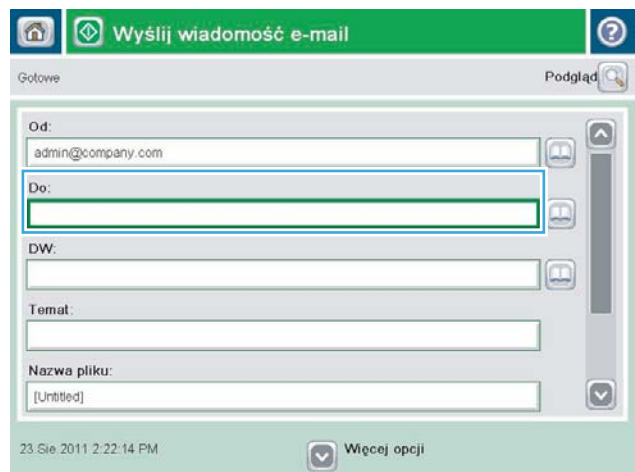 Wyślij wiadomość e-mail
?
Gotowe
Podgląd
Od:
admin@company.com
Do:
DW:
Temat:
Nazwa pliku:
[Untitled]
23 Sie 2011 2:22:14 PM
Więcej opcji